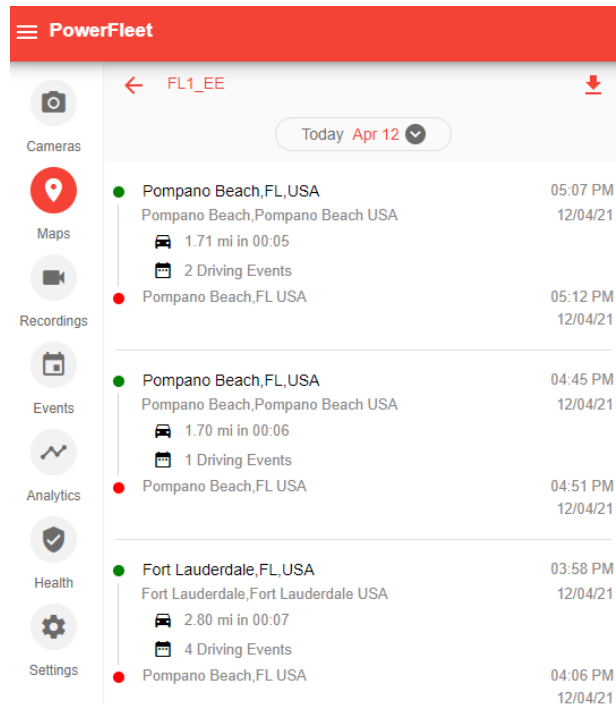 PowerFleet
FL1_EE
Today Apr 12
Cameras
Maps
Recordings
Events
Analytics
Health
Settings
Pompano Beach,FL,USA 05:07 PM
Pompano Beach,Pompano Beach USA 12/04/21
1.71 mi in 00:05
2 Driving Events
Pompano Beach,FL USA 05:12 PM
12/04/21
Pompano Beach,FL,USA 04:45 PM
Pompano Beach,Pompano Beach USA 12/04/21
1.70 mi in 00:06
1 Driving Events
Pompano Beach,FL USA 04:51 PM
12/04/21
Fort Lauderdale,FL,USA 03:58 PM
Fort Lauderdale,Fort Lauderdale USA 12/04/21
2.80 mi in 00:07
4 Driving Events
Pompano Beach,FL USA 04:06 PM
12/04/21